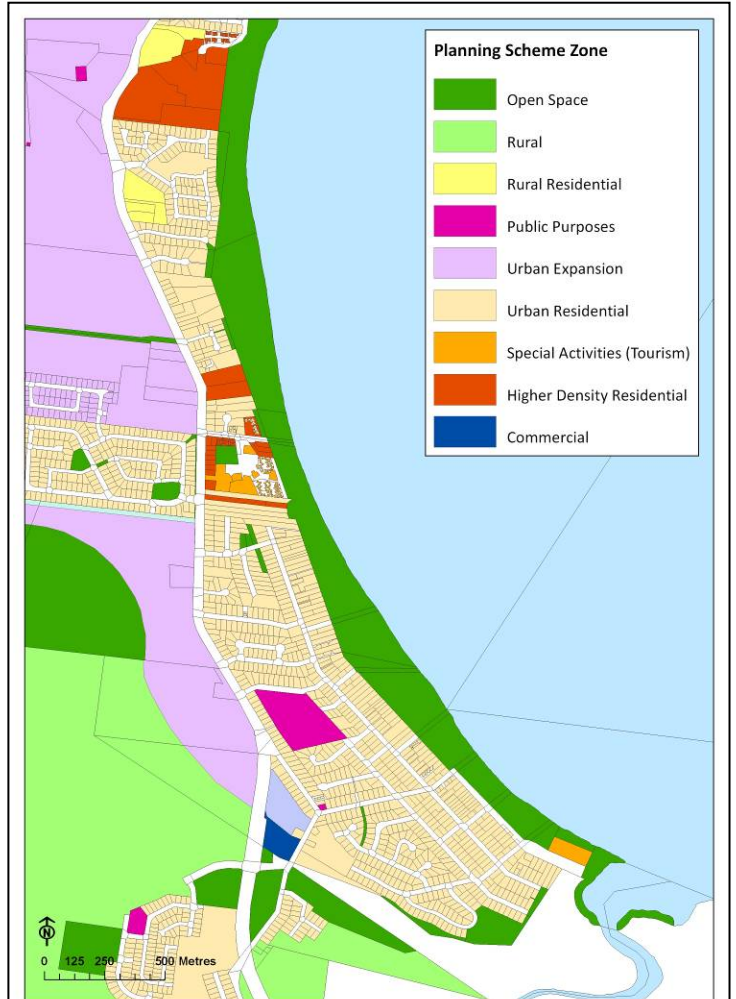 Planning Scheme Zone
Open Space
Rural
Rural Residential
Public Purposes
Urban Expansion
Urban Residential
Special Activities (Tourism)
Higher Density Residential
Commercial
N
0 125 250 500 Metres